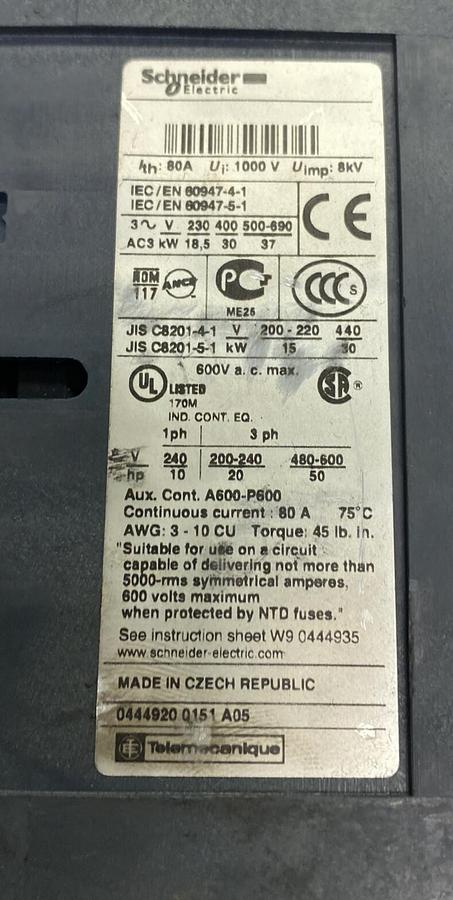 Schneider
Electric
Ith: 80A Ui: 1000 V Uimp: 8kV
IEC/EN 60947-4-1
IEC/EN 60947-5-1
CE
3~ V 230 400 500-690
AC3 kW 18,5 30 37
NOM
117
ANCE
PC
ME25
CCC S
JIS C8201-4-1 V 200-220 440
JIS C8201-5-1 kW 15 30
600V a. c. max.
UL LISTED
170M
SA ®
IND. CONT. EQ.
1ph 3 ph
V 240 200-240 480-600
hp 10 20 50
Aux. Cont. A600-P600
Continuous current : 80 A 75°C
AWG: 3 - 10 CU Torque: 45 lb. in.
"Suitable for use on a circuit
capable of delivering not more than
5000-rms symmetrical amperes,
600 volts maximum
when protected by NTD fuses."
See instruction sheet W9 0444935
www.schneider-electric.com
MADE IN CZECH REPUBLIC
0444920 0151 A05
Telemecanique